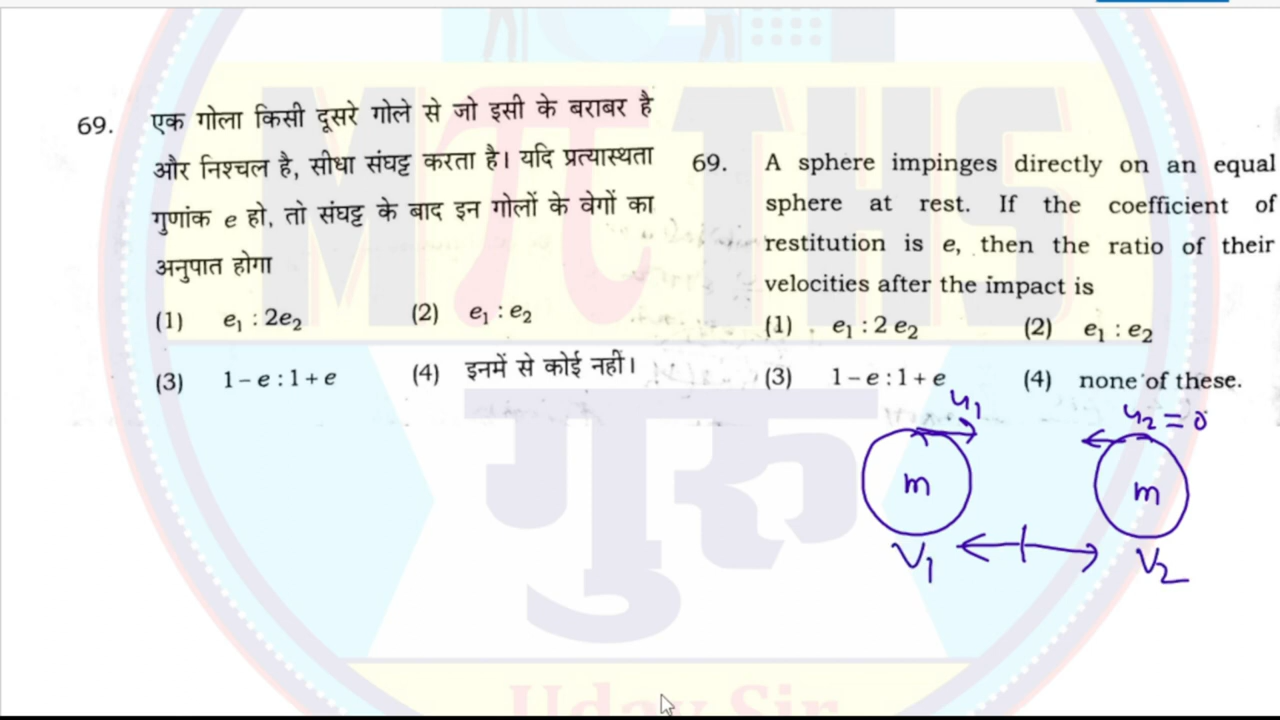 69. एक गोला किसी दूसरे गोले से जो इसी के बराबर है
और निश्चल है, सीधा संघट्ट करता है। यदि प्रत्यास्थता
गुणांक e हो, तो संघट्ट के बाद इन गोलों के वेगों का
अनुपात होगा
(1) e₁ : 2e₂ (2) e₁ : e₂
(3) 1 – e : 1 + e (4) इनमें से कोई नहीं।
69. A sphere impinges directly on an equal
sphere at rest. If the coefficient of
restitution is e, then the ratio of their
velocities after the impact is
(1) e₁ : 2 e₂ (2) e₁ : e₂
(3) 1 – e : 1 + e (4) none of these.
u₁ u₂ = 0
m m
V₁ V₂
MπTHS
गुरु
Uday Sir